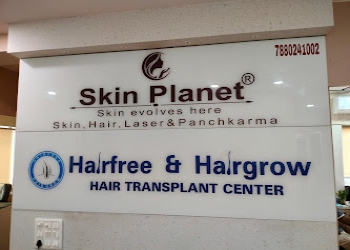 7880241002
Skin Planet®
Skin evolves here
Skin, Hair, Laser & Panchkarma
Hairfree & Hairgrow
HAIR TRANSPLANT CENTER